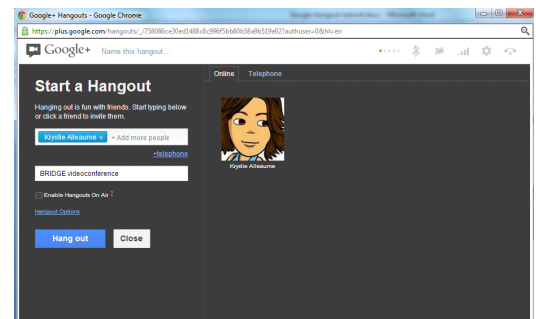 Google+ Hangouts - Google Chrome
https://plus.google.com/hangouts/_/758086ce30ed1488c8c996f5bb60b58a9b519e02?authuser=0&hl=en
Google+ Name this hangout...
Online Telephone
Start a Hangout
Hanging out is fun with friends. Start typing below
or click a friend to invite them.
Krystie Alleaume × + Add more people
+telephone
BRIDGE videoconference
Enable Hangouts On Air ?
Hangout Options
Hang out Close
Krystie Alleaume